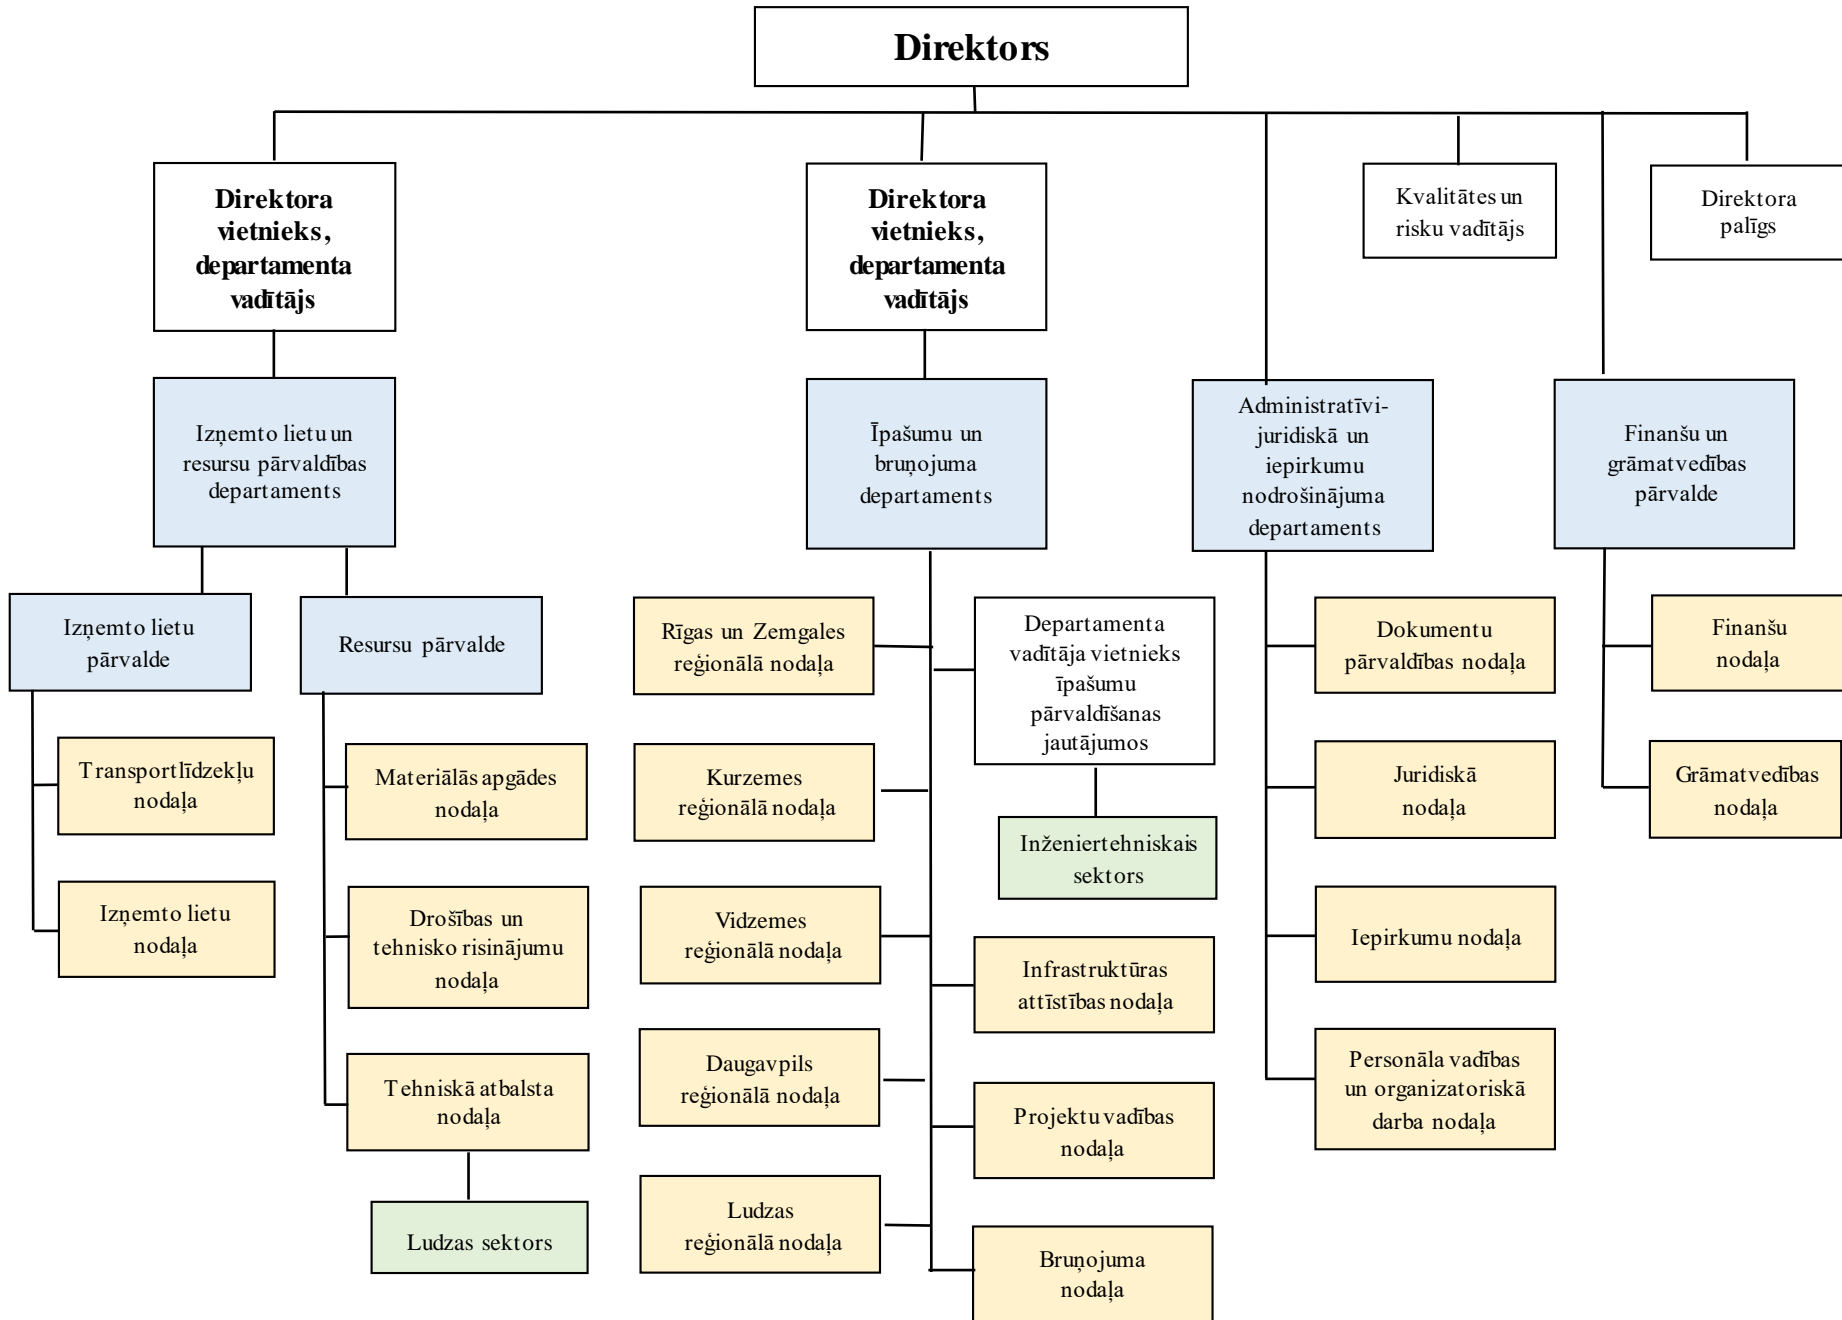 Direktors
Direktora
vietnieks,
departamenta
vadītājs
Direktora
vietnieks,
departamenta
vadītājs
Kvalitātes un
risku vadītājs
Direktora
palīgs
Izņemto lietu un
resursu pārvaldības
departaments
Īpašumu un
bruņojuma
departaments
Administratīvi-
juridiskā un
iepirkumu
nodrošinājuma
departaments
Finanšu un
grāmatvedības
pārvalde
Izņemto lietu
pārvalde
Resursu pārvalde
Transportlīdzekļu
nodaļa
Izņemto lietu
nodaļa
Materiālās apgādes
nodaļa
Drošības un
tehnisko risinājumu
nodaļa
Tehniskā atbalsta
nodaļa
Ludzas sektors
Rīgas un Zemgales
reģionālā nodaļa
Kurzemes
reģionālā nodaļa
Vidzemes
reģionālā nodaļa
Daugavpils
reģionālā nodaļa
Ludzas
reģionālā nodaļa
Departamenta
vadītāja vietnieks
īpašumu
pārvaldīšanas
jautājumos
Inženiertehniskais
sektors
Infrastruktūras
attīstības nodaļa
Projektu vadības
nodaļa
Bruņojuma
nodaļa
Dokumentu
pārvaldības nodaļa
Juridiskā
nodaļa
Iepirkumu nodaļa
Personāla vadības
un organizatoriskā
darba nodaļa
Finanšu
nodaļa
Grāmatvedības
nodaļa